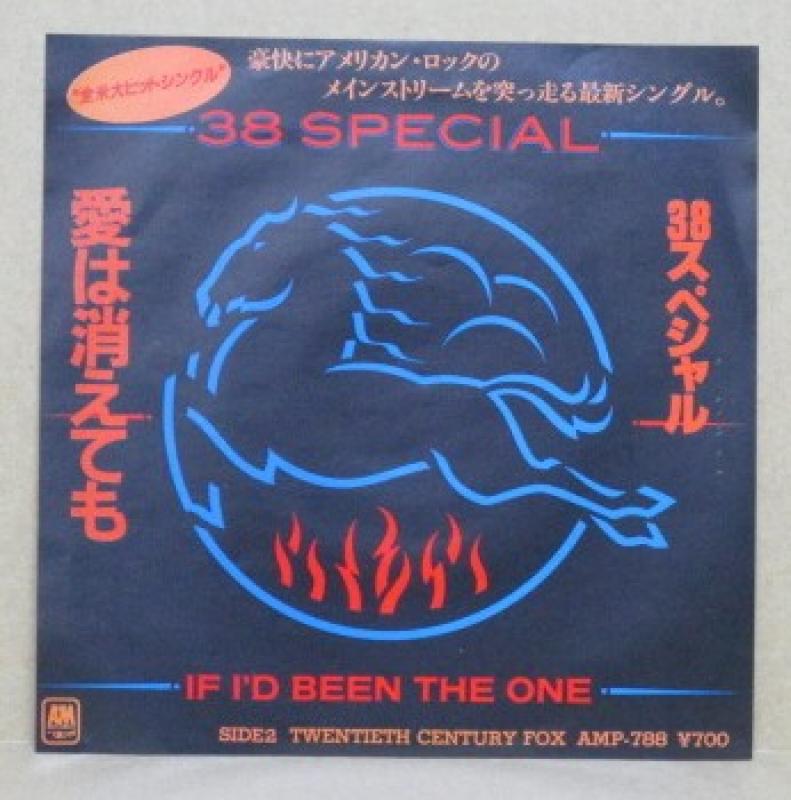 "全米大ヒット・シングル"
豪快にアメリカン・ロックの
メインストリームを突っ走る最新シングル。
38 SPECIAL
愛は消えても
38スペシャル
IF I'D BEEN THE ONE
A&M
SIDE2 TWENTIETH CENTURY FOX AMP-788 ¥700